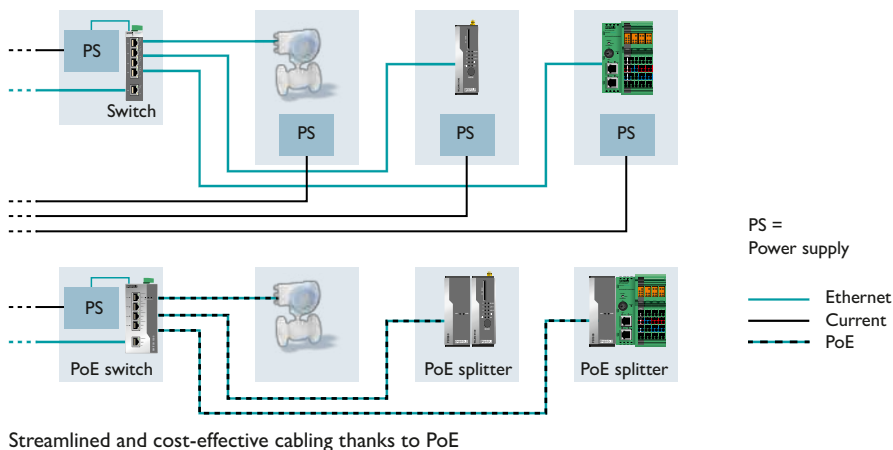 PS
Switch
PS
PS
PS
PS =
Power supply
Ethernet
Current
PoE
PS
PoE switch
PoE splitter
PoE splitter
Streamlined and cost-effective cabling thanks to PoE